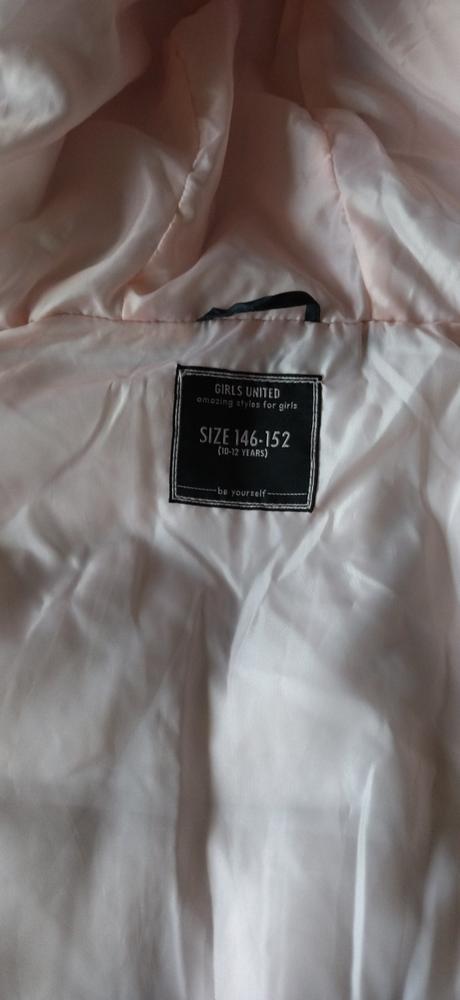 GIRLS UNITED
amazing styles for girls
SIZE 146-152
(10-12 YEARS)
be yourself